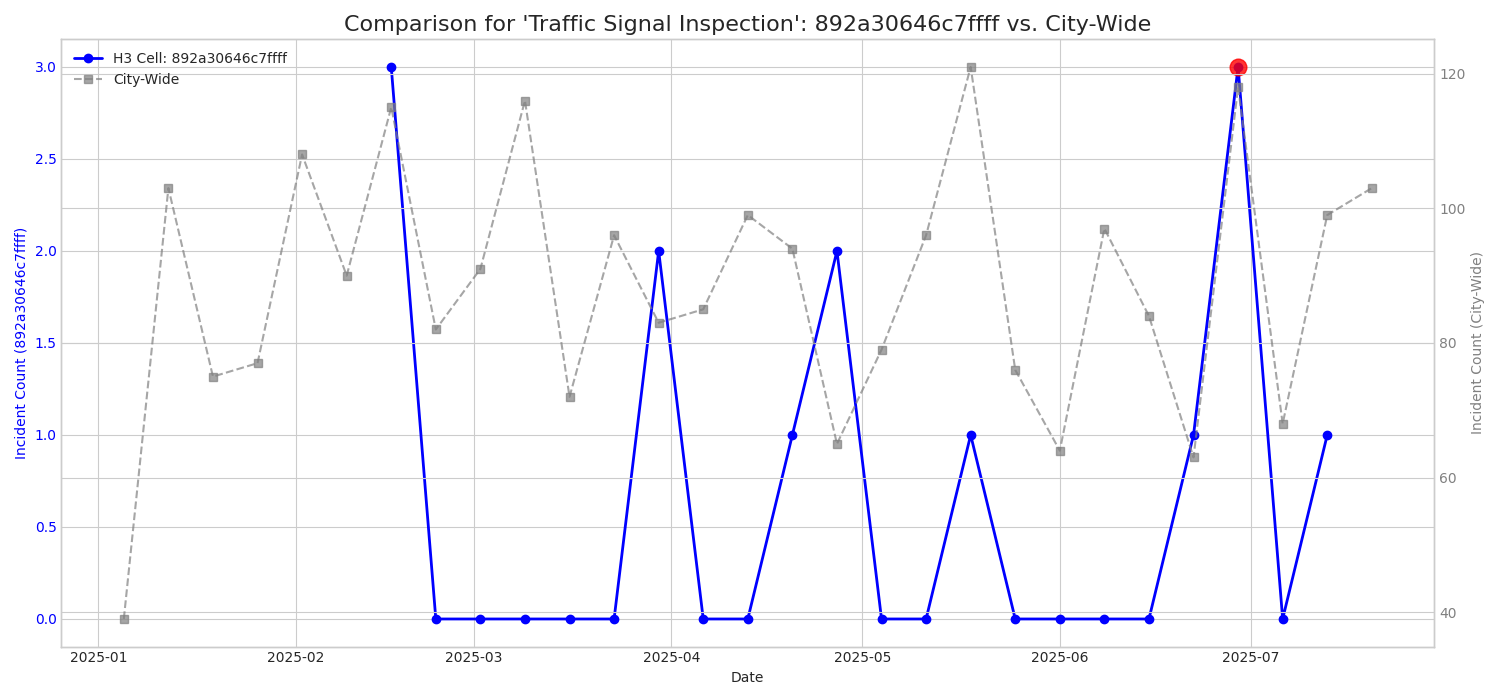 Comparison for 'Traffic Signal Inspection': 892a30646c7ffff vs. City-Wide
H3 Cell: 892a30646c7ffff
City-Wide
Incident Count (892a30646c7ffff)
3.0
2.5
2.0
1.5
1.0
0.5
0.0
120
100
80
60
40
Incident Count (City-Wide)
2025-01 2025-02 2025-03 2025-04 2025-05 2025-06 2025-07
Date